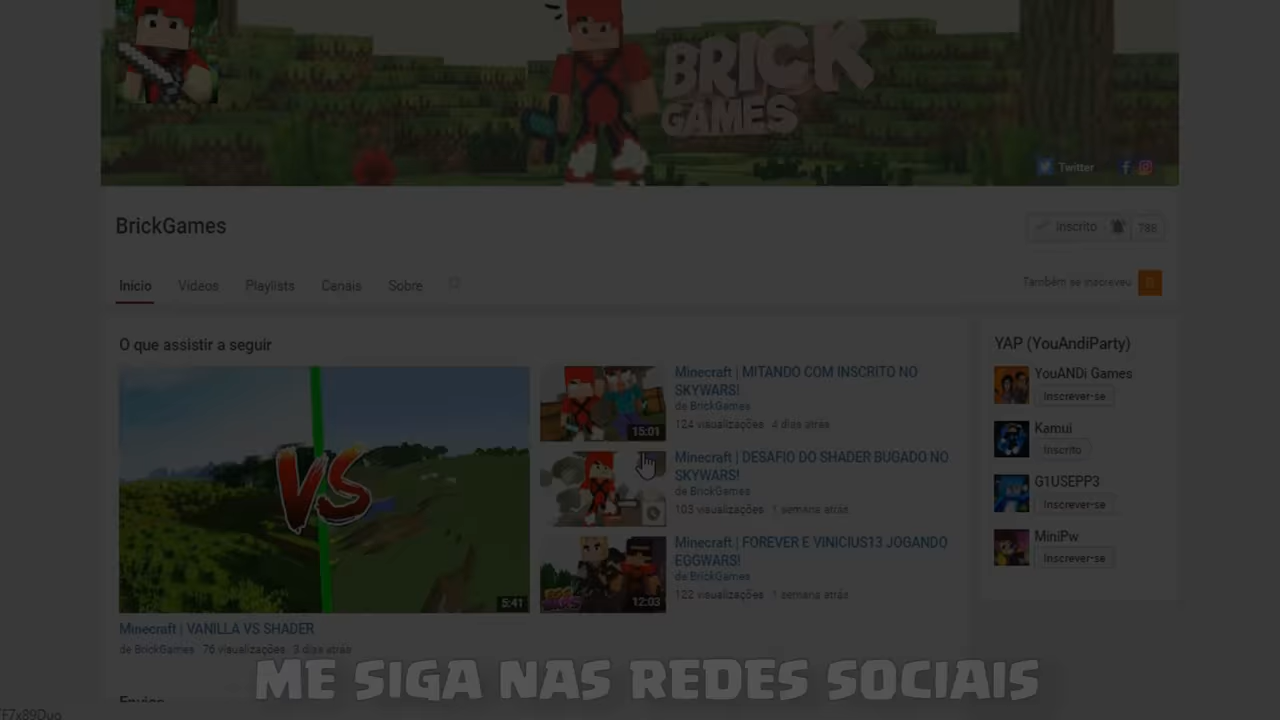 BRICK
GAMES
Twitter
BrickGames
Inscrito 788
Início Vídeos Playlists Canais Sobre
Também se inscreveu
O que assistir a seguir
VS
5:41
Minecraft | VANILLA VS SHADER
de BrickGames 76 visualizações 3 dias atrás
15:01
Minecraft | MITANDO COM INSCRITO NO
SKYWARS!
de BrickGames
124 visualizações 4 dias atrás
Minecraft | DESAFIO DO SHADER BUGADO NO
SKYWARS!
de BrickGames
103 visualizações 1 semana atrás
EGG
WARS
12:03
Minecraft | FOREVER E VINICIUS13 JOGANDO
EGGWARS!
de BrickGames
122 visualizações 1 semana atrás
YAP (YouAndiParty)
YouANDi Games
Inscrever-se
Kamui
Inscrito
G1USEPP3
Inscrever-se
MiniPw
Inscrever-se
Envios
ME SIGA NAS REDES SOCIAIS